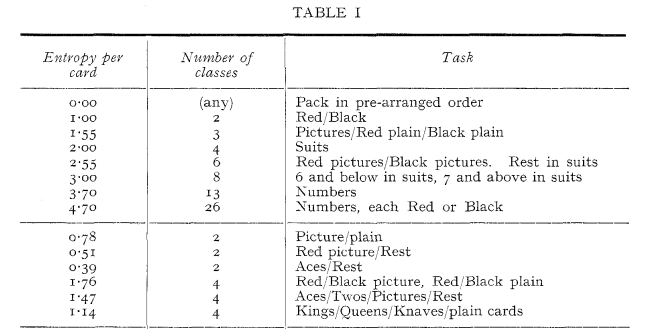 TABLE I
Entropy per card Number of classes Task
0·00 (any) Pack in pre-arranged order
1·00 2 Red/Black
1·55 3 Pictures/Red plain/Black plain
2·00 4 Suits
2·55 6 Red pictures/Black pictures. Rest in suits
3·00 8 6 and below in suits, 7 and above in suits
3·70 13 Numbers
4·70 26 Numbers, each Red or Black
0·78 2 Picture/plain
0·51 2 Red picture/Rest
0·39 2 Aces/Rest
1·76 4 Red/Black picture, Red/Black plain
1·47 4 Aces/Twos/Pictures/Rest
1·14 4 Kings/Queens/Knaves/plain cards